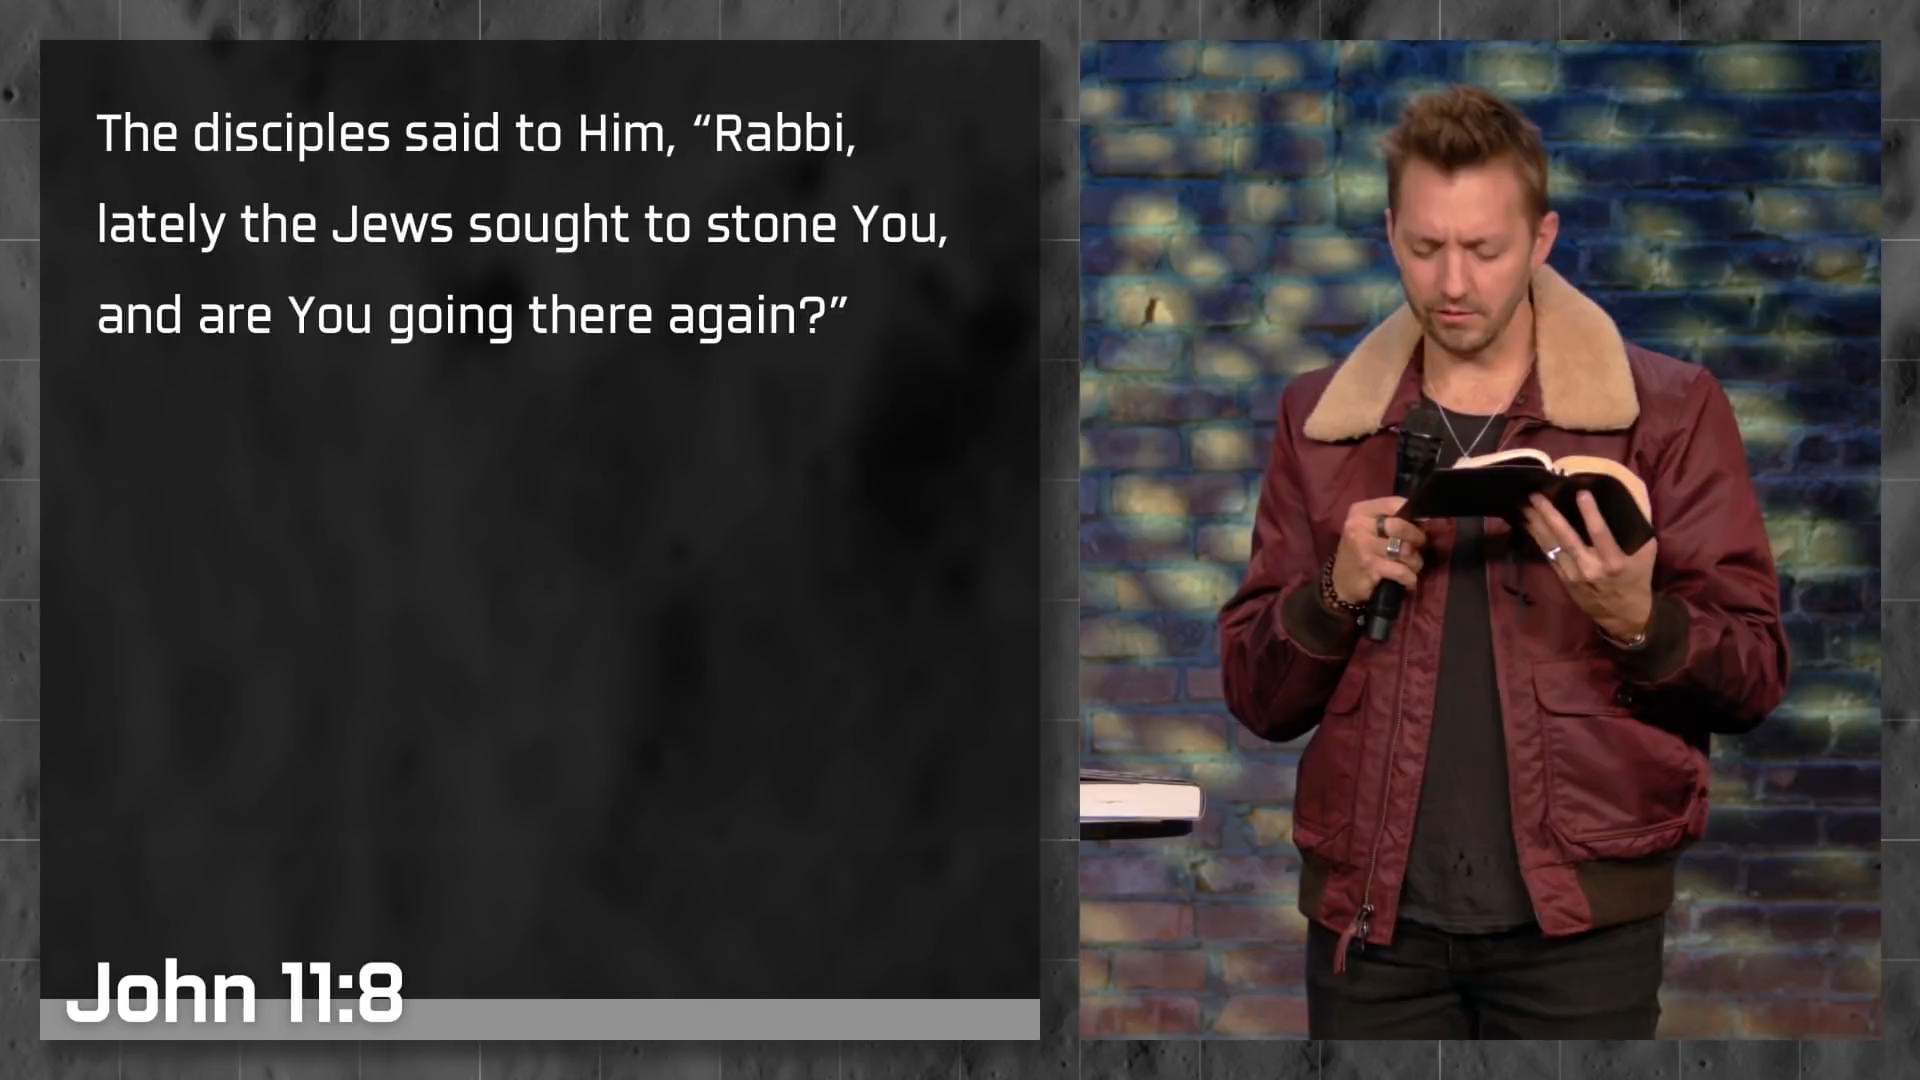 The disciples said to Him, “Rabbi,
lately the Jews sought to stone You,
and are You going there again?”
John 11:8